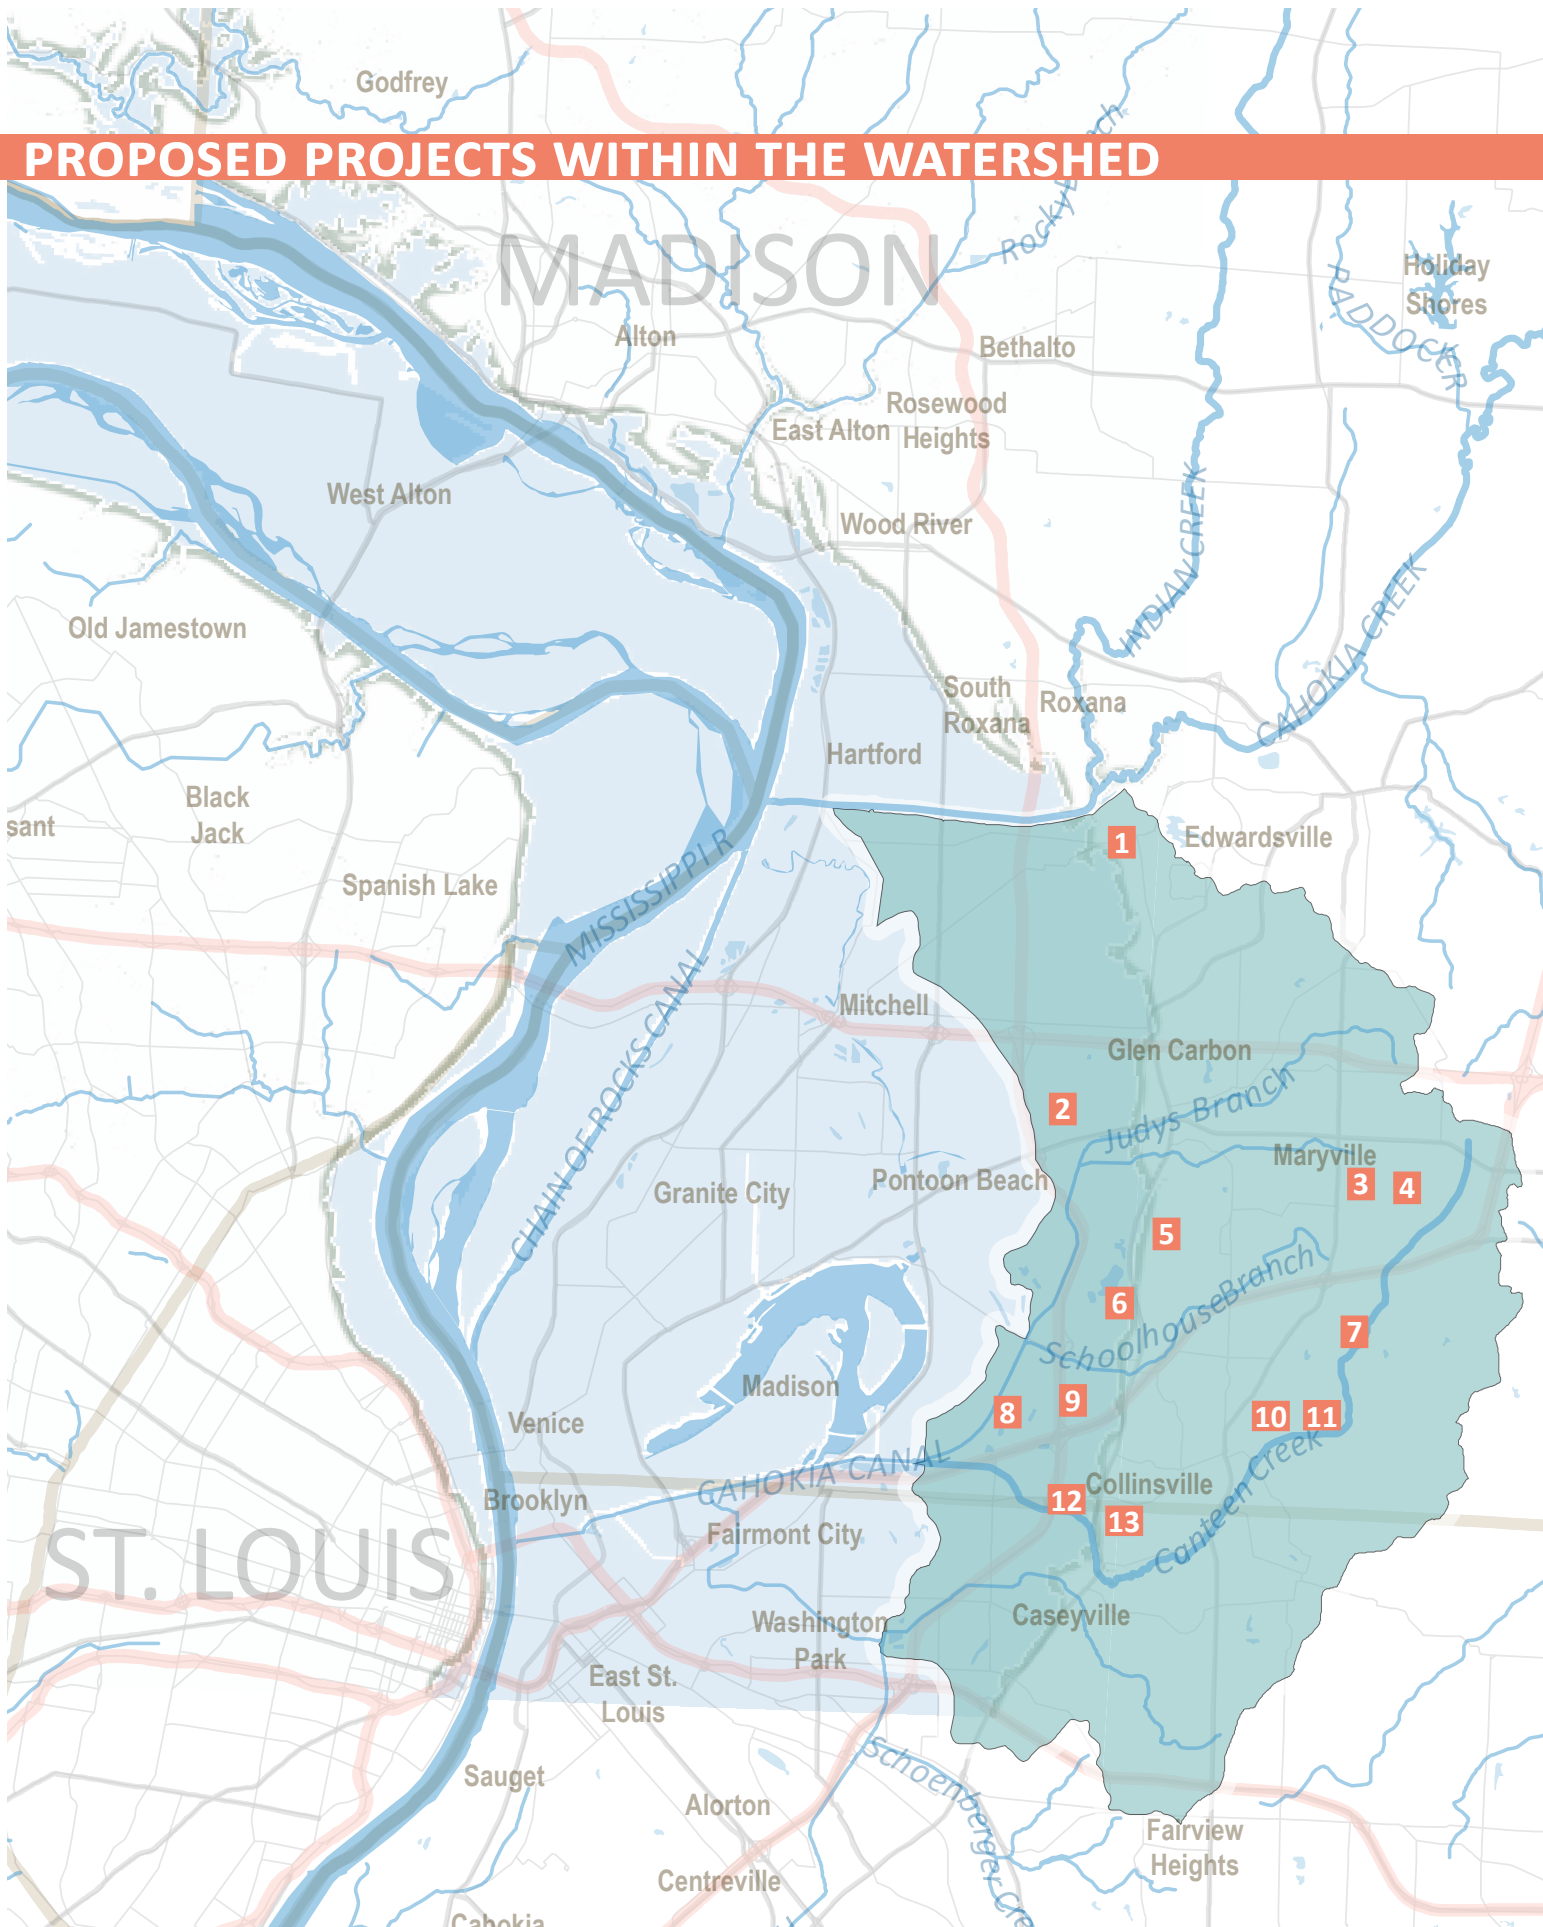 Godfrey
Rocky
ch
PROPOSED PROJECTS WITHIN THE WATERSHED
MADISON
Holiday
Shores
PADDOCK
CR
Alton
Bethalto
Rosewood
Heights
East Alton
West Alton
Wood River
INDIAN CREEK
CAHOKIA CREEK
Old Jamestown
South
Roxana
Roxana
Hartford
Black
Jack
sant
Edwardsville
1
MISSISSIPPI R
Spanish Lake
CHAIN OF ROCKS CANAL
Mitchell
Glen Carbon
2
Judys Branch
Maryville
3
4
Granite City
Pontoon Beach
5
6
Schoolhouse Branch
7
Madison
8
9
10
11
Venice
CAHOKIA CANAL
Canteen Creek
Collinsville
Brooklyn
12
13
Fairmont City
ST. LOUIS
Washington
Park
Caseyville
East St.
Louis
Sauget
Schoenberger Cre
Alorton
Fairview
Heights
Centreville
Cahokia